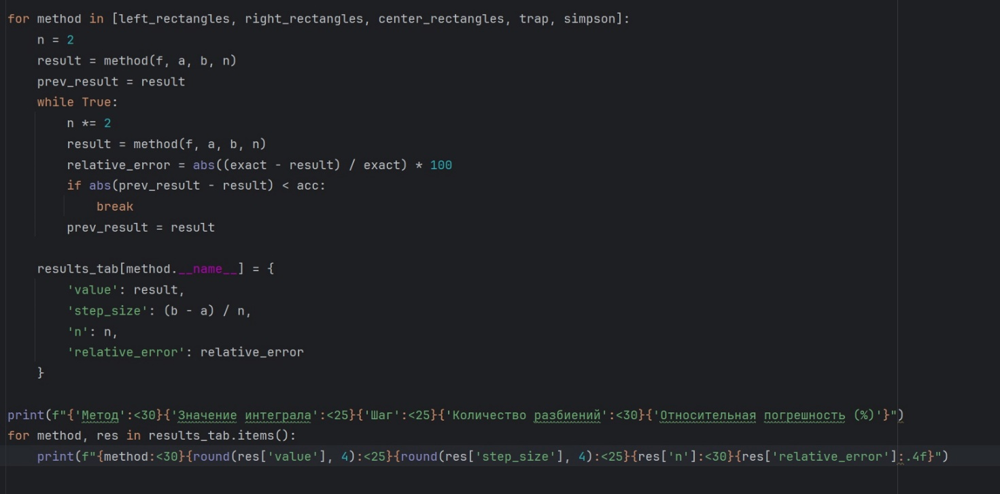 for method in [left_rectangles, right_rectangles, center_rectangles, trap, simpson]:
    n = 2
    result = method(f, a, b, n)
    prev_result = result
    while True:
        n *= 2
        result = method(f, a, b, n)
        relative_error = abs((exact - result) / exact) * 100
        if abs(prev_result - result) < acc:
            break
        prev_result = result

    results_tab[method.__name__] = {
        'value': result,
        'step_size': (b - a) / n,
        'n': n,
        'relative_error': relative_error
    }

print(f"{'Метод':<30}{'Значение интеграла':<25}{'Шаг':<25}{'Количество разбиений':<30}{'Относительная погрешность (%)'}")
for method, res in results_tab.items():
    print(f"{method:<30}{round(res['value'], 4):<25}{round(res['step_size'], 4):<25}{res['n']:<30}{res['relative_error']:.4f}")